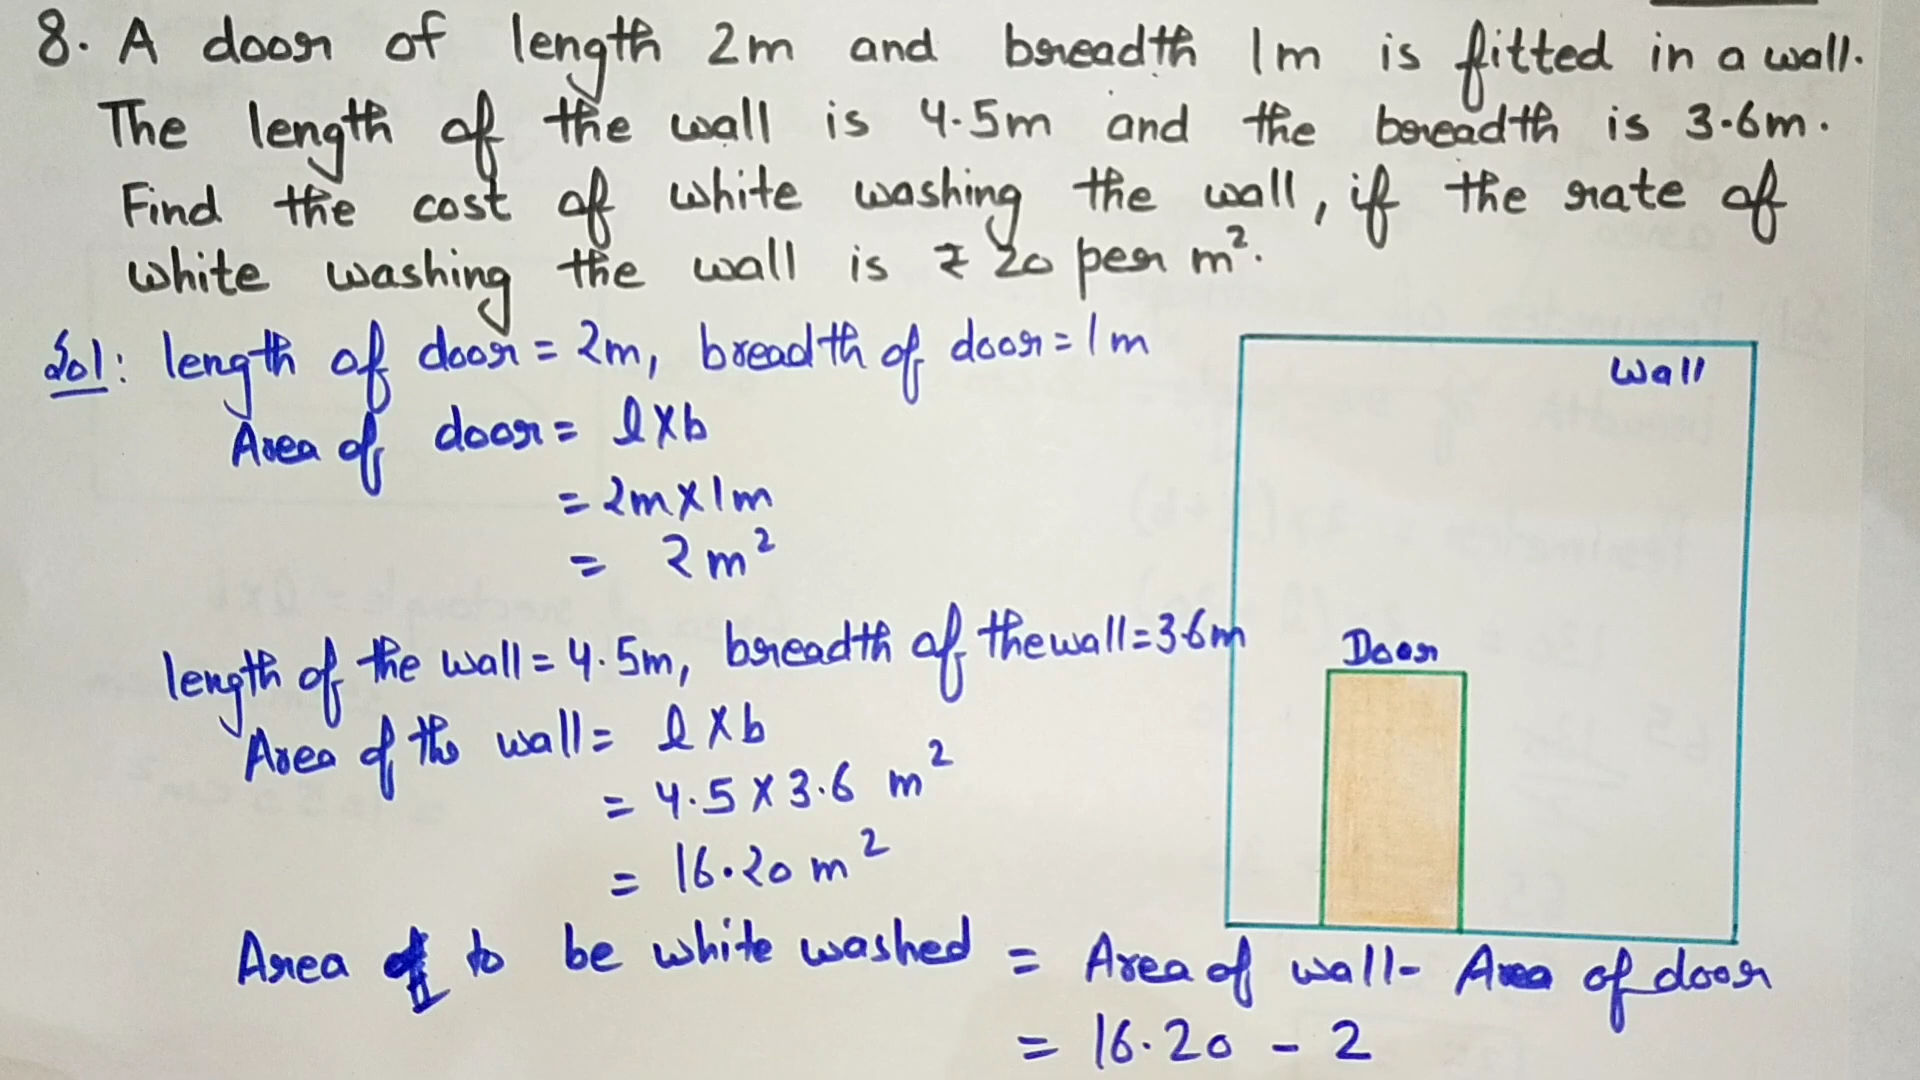 8. A door of length 2m and breadth 1m is fitted in a wall.
The length of the wall is 4.5m and the breadth is 3.6m.
Find the cost of white washing the wall, if the rate of
white washing the wall is ₹ 20 per m².
Sol: length of door = 2m, breadth of door = 1m
Wall
Area of door = l×b
= 2m×1m
= 2m²
length of the wall = 4.5m, breadth of the wall = 3.6m
Door
Area of the wall = l×b
= 4.5×3.6 m²
= 16.20 m²
Area to be white washed = Area of wall - Area of door
= 16.20 - 2